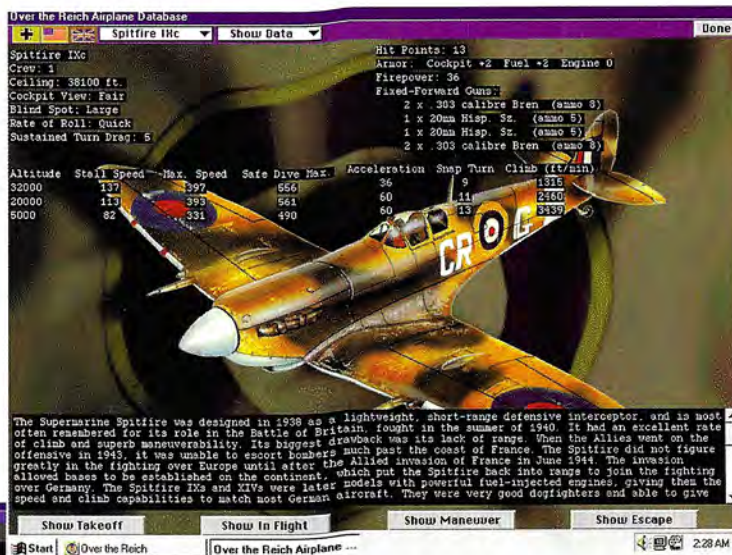 Over the Reich Airplane Database
Spitfire IXc Show Data Done
Spitfire IXc
Crew: 1
Ceiling: 38100 ft.
Cockpit View: Fair
Blind Spot: Large
Rate of Roll: Quick
Sustained Turn Drag: 5
Hit Points: 13
Armor: Cockpit +2 Fuel +2 Engine 0
Firepower: 36
Fixed-Forward Guns:
2 x .303 calibre Bren (ammo 8)
1 x 20mm Hisp. Sz. (ammo 5)
1 x 20mm Hisp. Sz. (ammo 5)
2 x .303 calibre Bren (ammo 8)
Altitude Stall Speed Max. Speed Safe Dive Max. Acceleration Snap Turn Climb (ft/min)
32000 137 397 556 36 9 1315
20000 113 393 561 60 11 2460
5000 82 331 490 60 13 3439
CR G
The Supermarine Spitfire was designed in 1938 as a lightweight, short-range defensive interceptor, and is most
often remembered for its role in the Battle of Britain, fought in the summer of 1940. It had an excellent rate
of climb and superb maneuverability. Its biggest drawback was its lack of range. When the Allies went on the
offensive in 1943, it was unable to escort bombers much past the coast of France. The Spitfire did not figure
greatly in the fighting over Europe until after the Allied invasion of France in June 1944. The invasion
allowed bases to be established on the continent, which put the Spitfire back into range to join the fighting
over Germany. The Spitfire IXs and XIVs were later models with powerful fuel-injected engines, giving them the
speed and climb capabilities to match most German aircraft. They were very good dogfighters and able to give
Show Takeoff Show In Flight Show Maneuver Show Escape
Start Over the Reich Over the Reich Airplane ... 2:28 AM